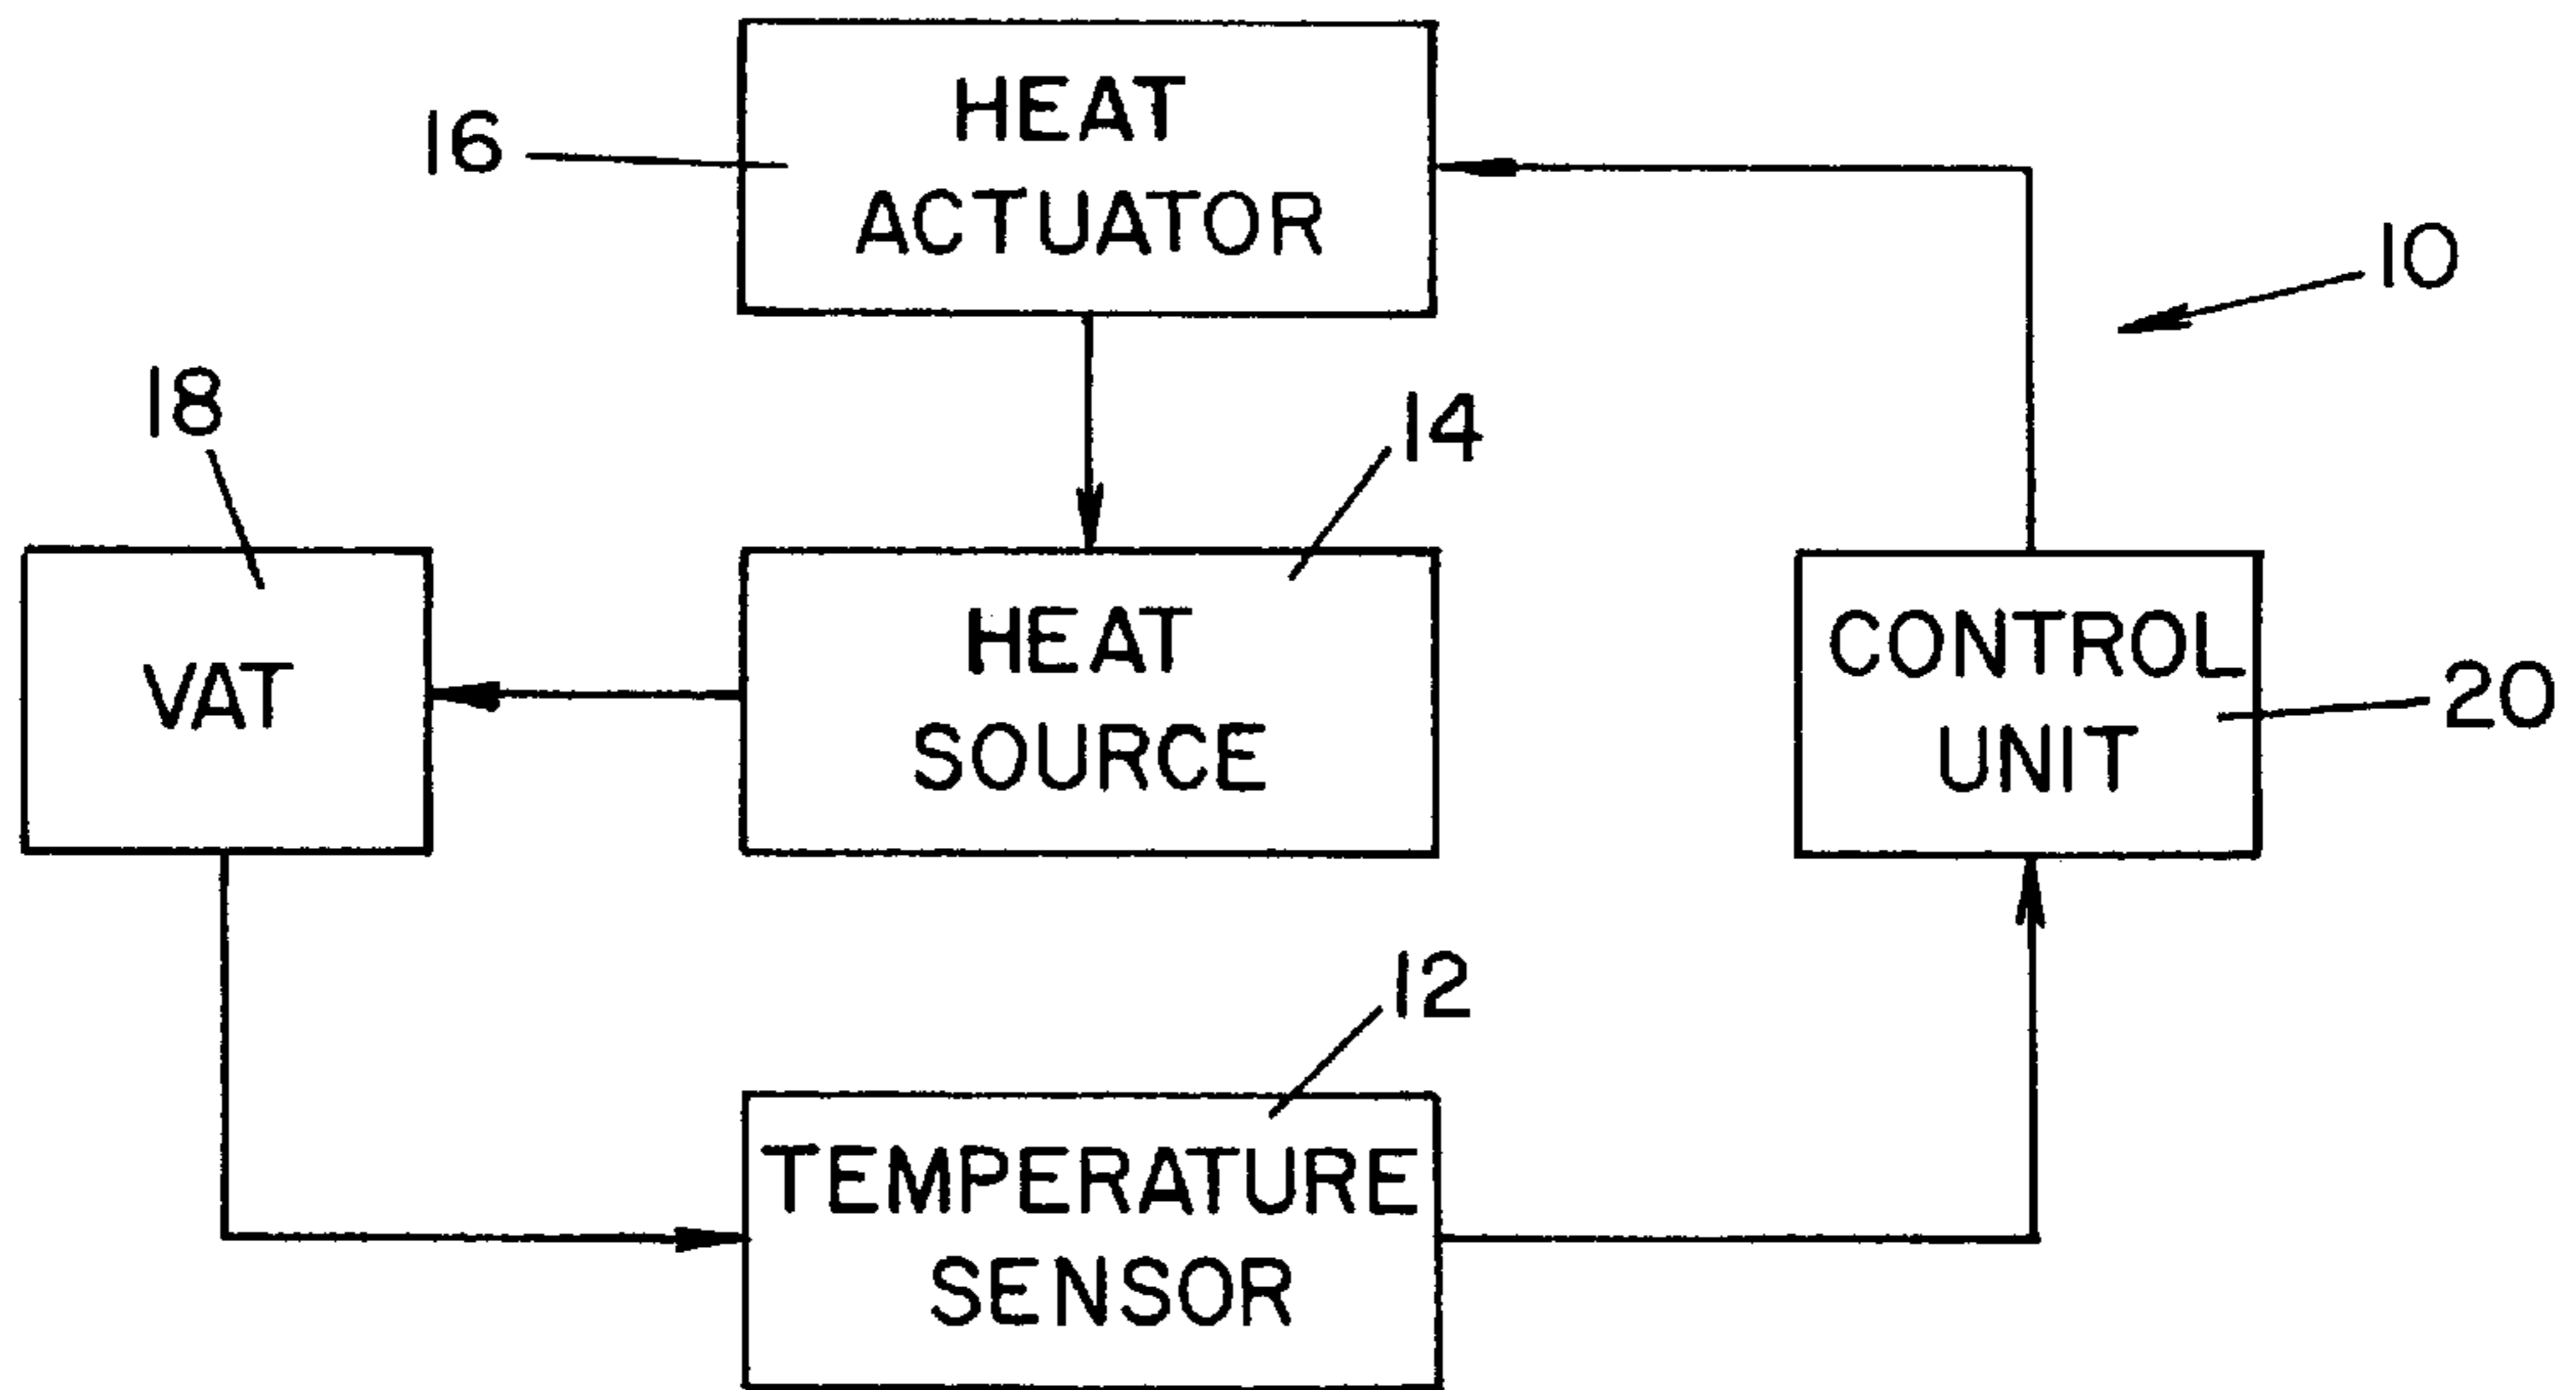 HEAT
ACTUATOR
16
10
18
14
VAT
HEAT
SOURCE
CONTROL
UNIT
20
12
TEMPERATURE
SENSOR